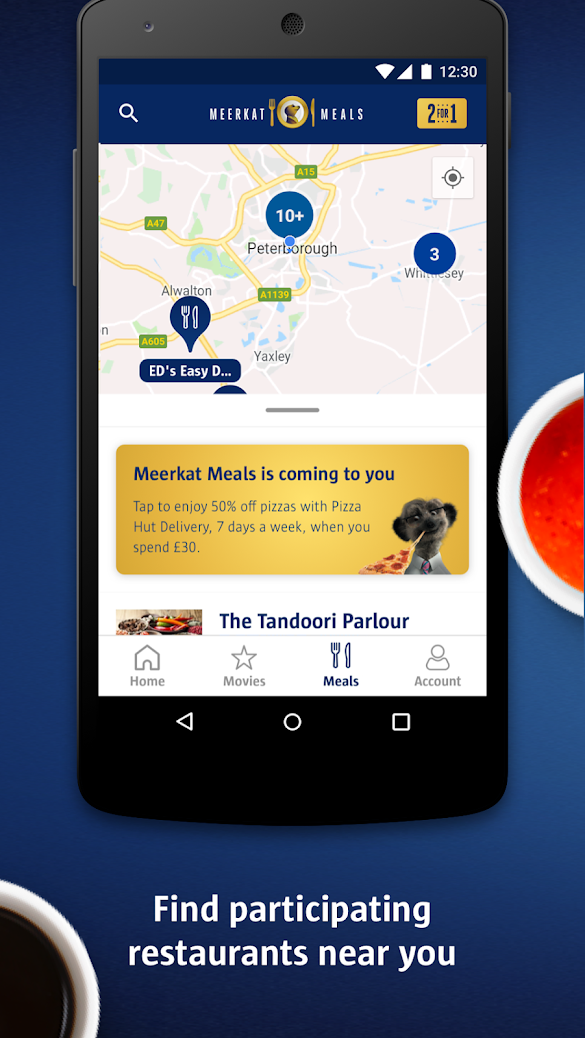 12:30
MEERKAT MEALS
2 FOR 1
A15
10+
A47
Peterborough
3
Whittlesey
Alwalton
A1139
n
A605
Yaxley
ED's Easy D...
Meerkat Meals is coming to you
Tap to enjoy 50% off pizzas with Pizza
Hut Delivery, 7 days a week, when you
spend £30.
The Tandoori Parlour
Home
Movies
Meals
Account
Find participating
restaurants near you